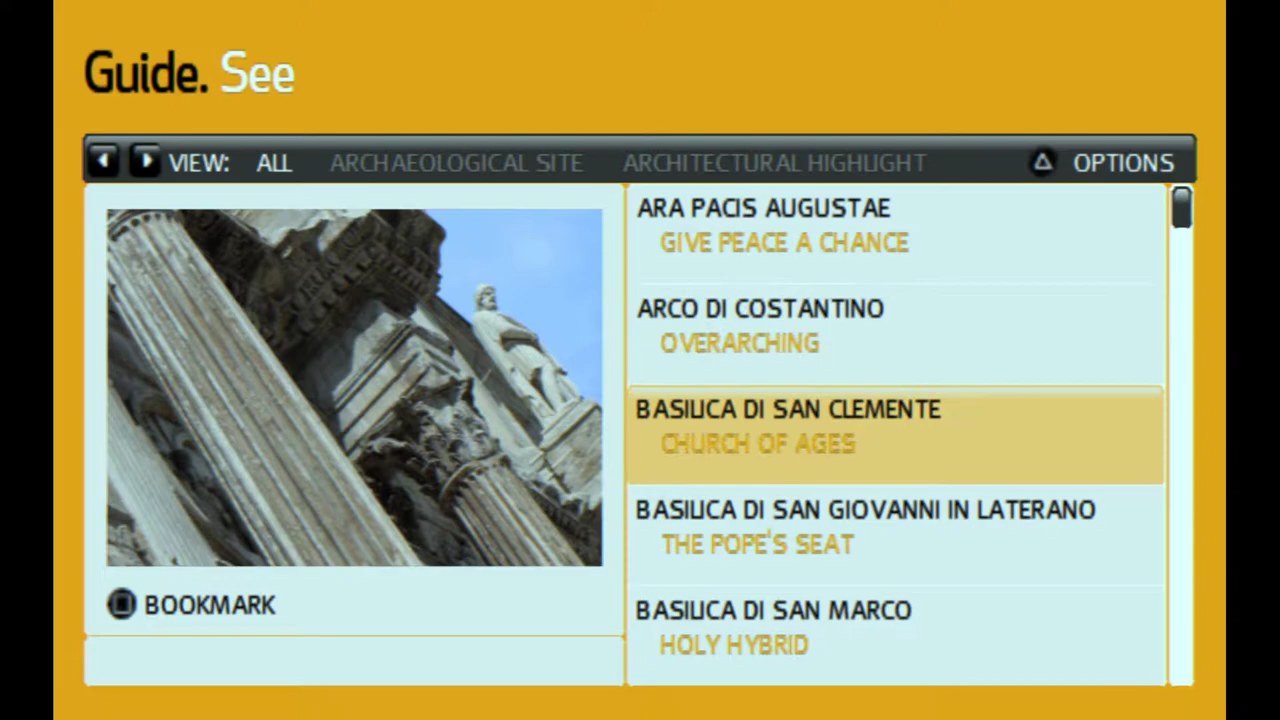 Guide. See
VIEW: ALL ARCHAEOLOGICAL SITE ARCHITECTURAL HIGHLIGHT OPTIONS
ARA PACIS AUGUSTAE
GIVE PEACE A CHANCE
ARCO DI COSTANTINO
OVERARCHING
BASILICA DI SAN CLEMENTE
CHURCH OF AGES
BASILICA DI SAN GIOVANNI IN LATERANO
THE POPE'S SEAT
BASILICA DI SAN MARCO
HOLY HYBRID
BOOKMARK